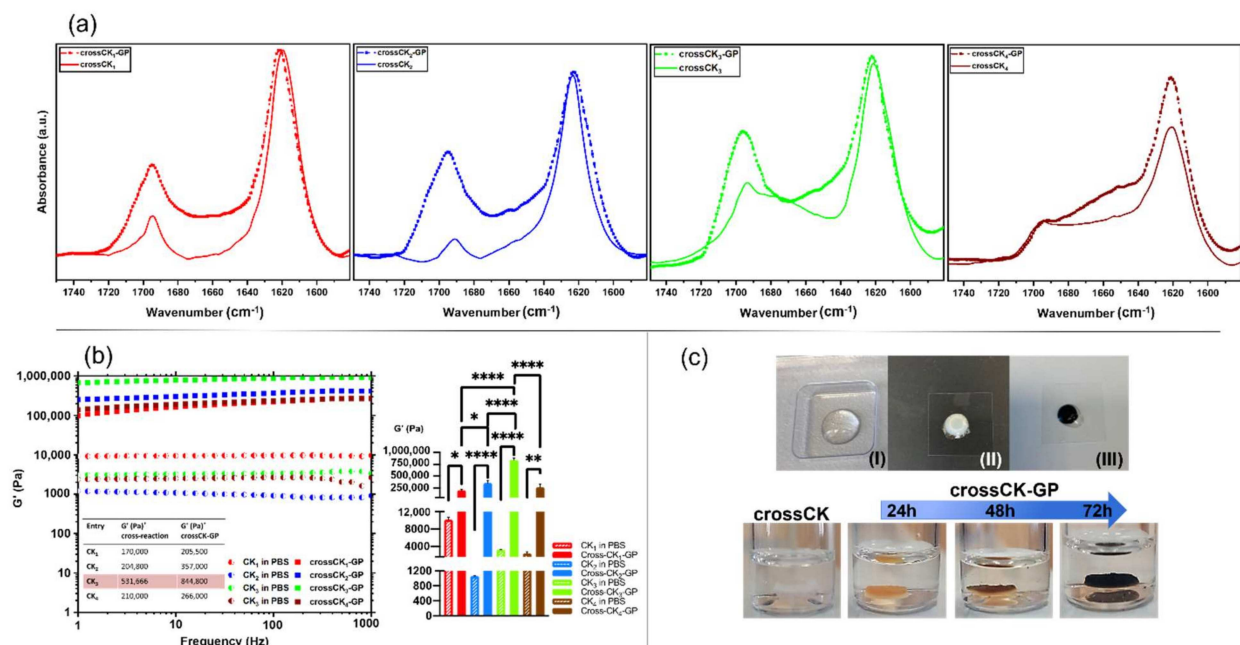 (a)
crossCK₁-GP
crossCK₁
crossCK₂-GP
crossCK₂
crossCK₃-GP
crossCK₃
crossCK₄-GP
crossCK₄
Absorbance (a.u.)
1740 1720 1700 1680 1660 1640 1620 1600
1740 1720 1700 1680 1660 1640 1620 1600
1740 1720 1700 1680 1660 1640 1620 1600
1740 1720 1700 1680 1660 1640 1620 1600
Wavenumber (cm⁻¹)
Wavenumber (cm⁻¹)
Wavenumber (cm⁻¹)
Wavenumber (cm⁻¹)
(b)
G' (Pa)
1,000,000
100,000
10,000
1000
100
10
1
1 10 100 1000
Frequency (Hz)
Entry G' (Pa)* cross-reaction G' (Pa)* crossCK-GP
CK₁ 170,000 205,500
CK₂ 204,800 357,000
CK₃ 531,666 844,800
CK₄ 210,000 266,000
CK₁ in PBS crossCK₁-GP
CK₂ in PBS crossCK₂-GP
CK₃ in PBS crossCK₃-GP
CK₅ in PBS crossCK₄-GP
G' (Pa)
1,000,000
750,000
500,000
250,000
12,000
8000
4000
1200
800
400
0
****
****
* ****
* **** **** **
CK₁ in PBS
Cross-CK₁-GP
CK₂ in PBS
Cross-CK₂-GP
CK₃ in PBS
Cross-CK₃-GP
CK₄ in PBS
Cross-CK₄-GP
(c)
(I)
(II)
(III)
crossCK
crossCK-GP
24h 48h 72h